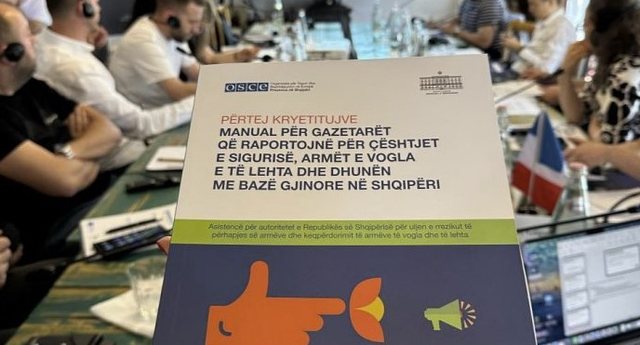 OSCE
PËRTEJ KRYETITUJVE
MANUAL PËR GAZETARËT
QË RAPORTOJNË PËR ÇËSHTJET
E SIGURISË, ARMËT E VOGLA
E TË LEHTA DHE DHUNËN
ME BAZË GJINORE NË SHQIPËRI
Asistencë për autoritetet e Republikës së Shqipërisë për uljen e rrezikut të
përhapjes së armëve dhe keqpërdorimit të armëve të vogla dhe të lehta.